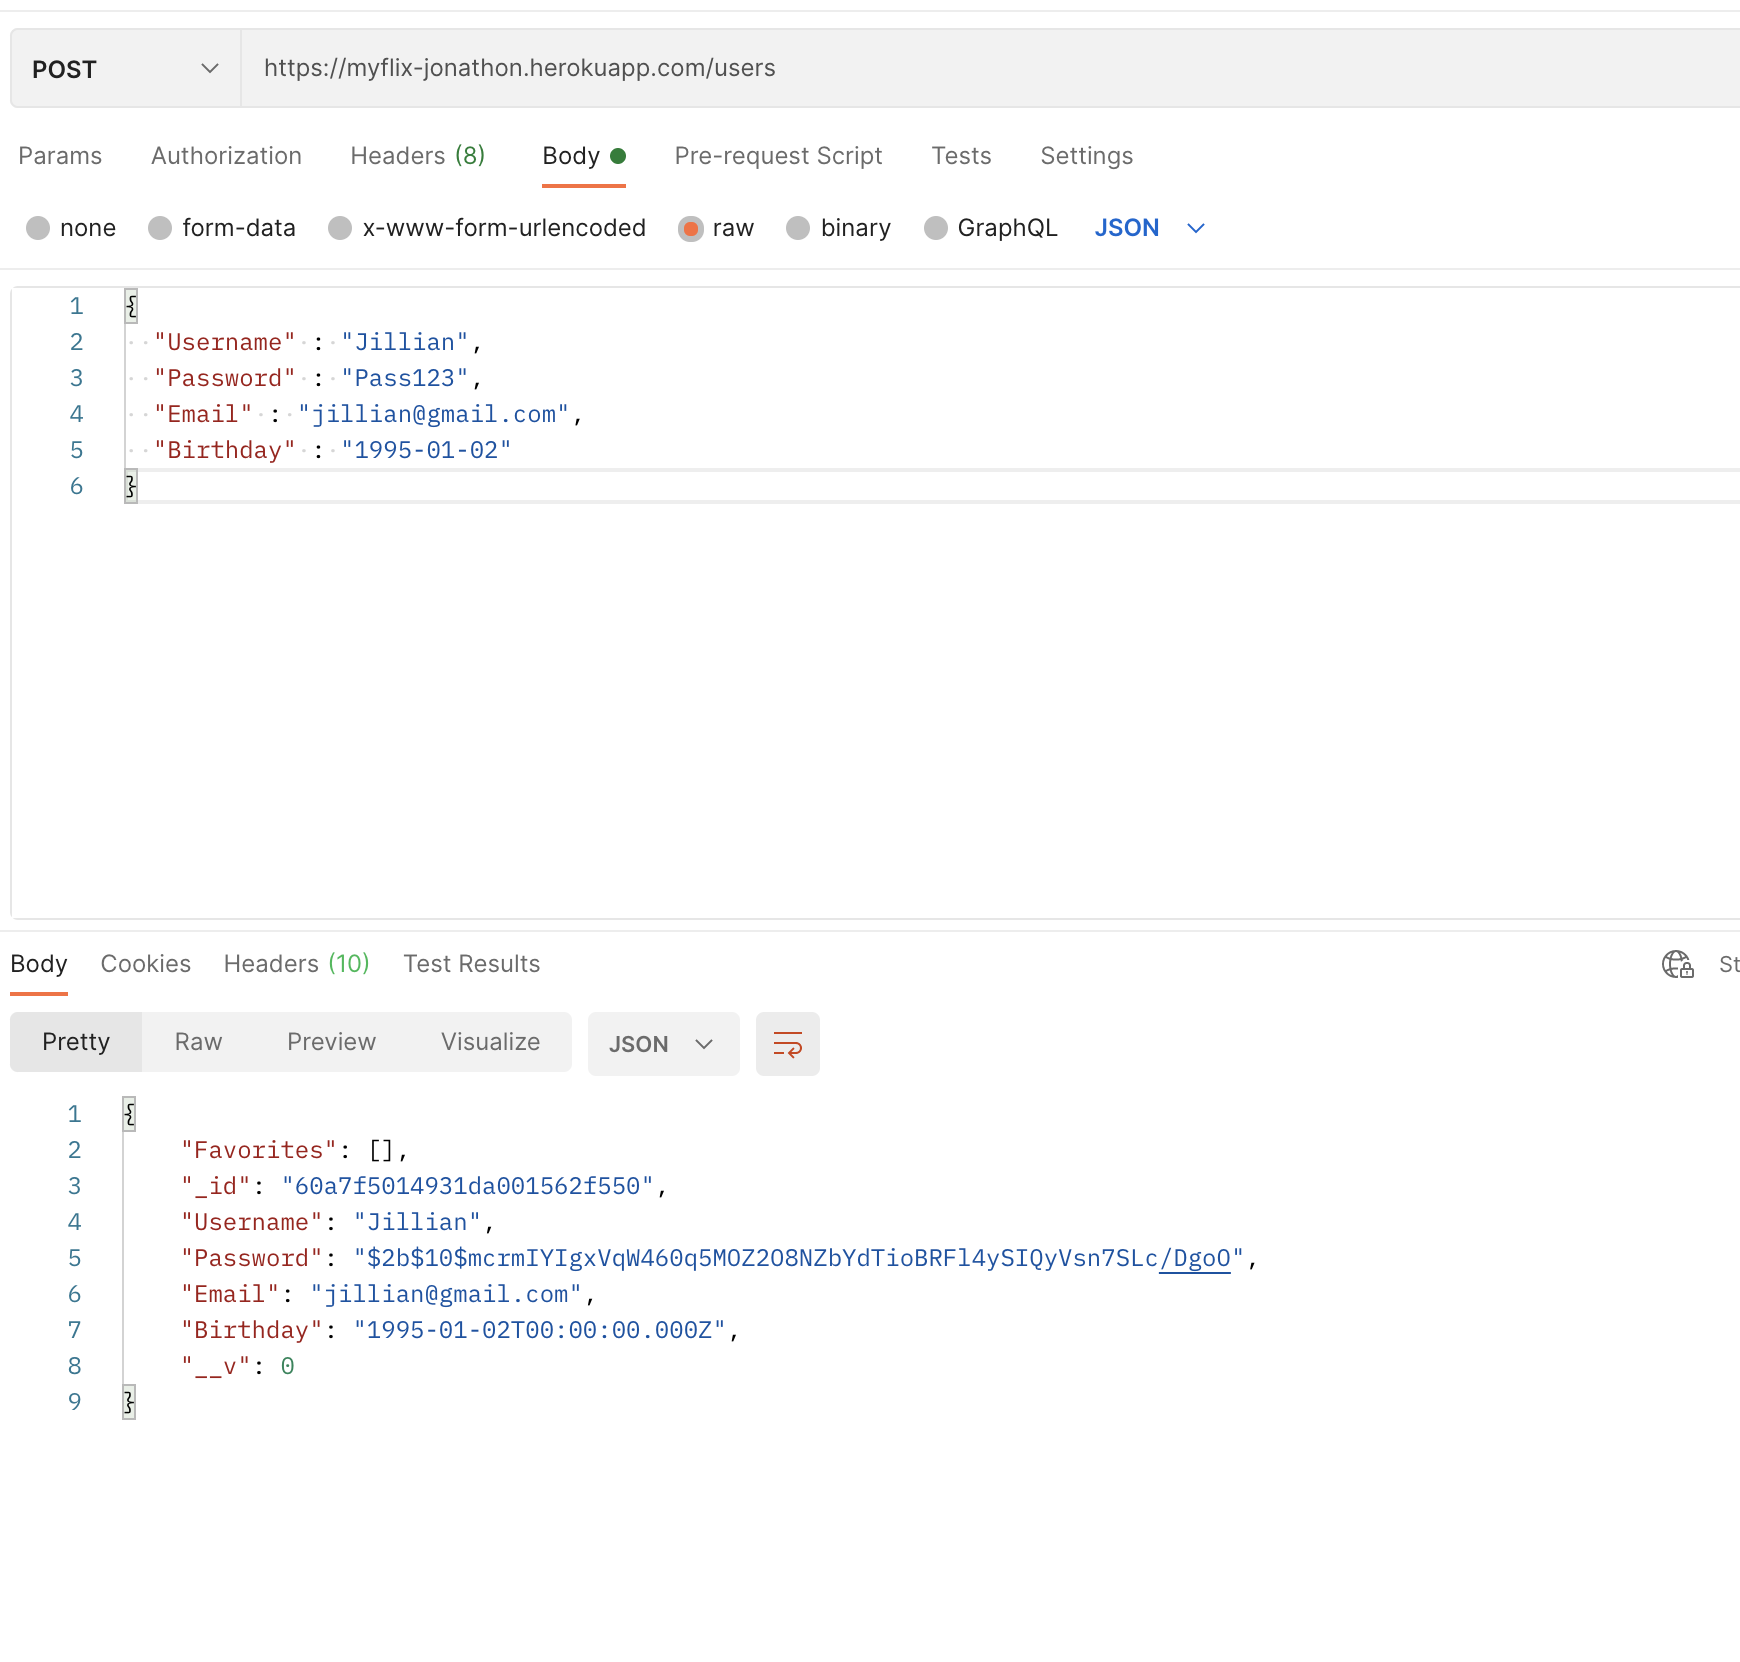 POST https://myflix-jonathon.herokuapp.com/users
Params Authorization Headers (8) Body Pre-request Script Tests Settings
none form-data x-www-form-urlencoded raw binary GraphQL JSON
1 {
2 "Username" : "Jillian",
3 "Password" : "Pass123",
4 "Email" : "jillian@gmail.com",
5 "Birthday" : "1995-01-02"
6 }
Body Cookies Headers (10) Test Results St
Pretty Raw Preview Visualize JSON
1 {
2 "Favorites": [],
3 "_id": "60a7f5014931da001562f550",
4 "Username": "Jillian",
5 "Password": "$2b$10$mcrmIYIgxVqW460q5MOZ2O8NZbYdTioBRFl4ySIQyVsn7SLc/DgoO",
6 "Email": "jillian@gmail.com",
7 "Birthday": "1995-01-02T00:00:00.000Z",
8 "__v": 0
9 }